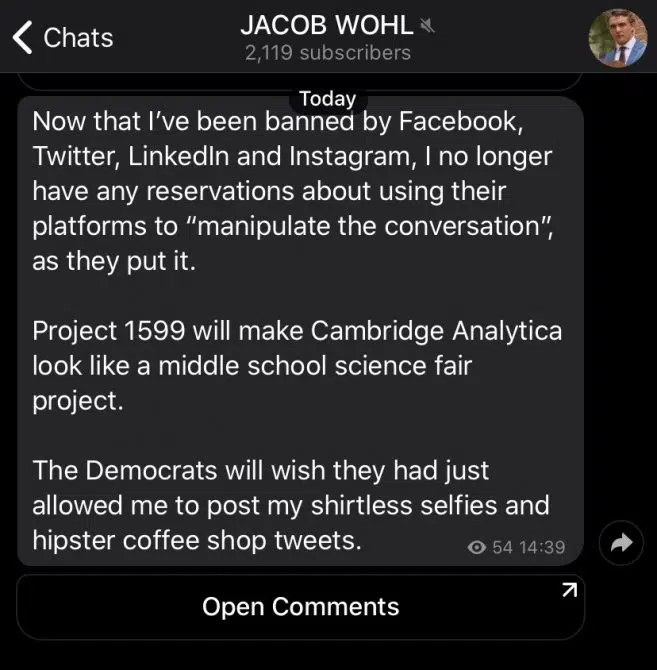 Chats
JACOB WOHL
2,119 subscribers
Today
Now that I’ve been banned by Facebook,
Twitter, LinkedIn and Instagram, I no longer
have any reservations about using their
platforms to “manipulate the conversation”,
as they put it.
Project 1599 will make Cambridge Analytica
look like a middle school science fair
project.
The Democrats will wish they had just
allowed me to post my shirtless selfies and
hipster coffee shop tweets.
54 14:39
Open Comments